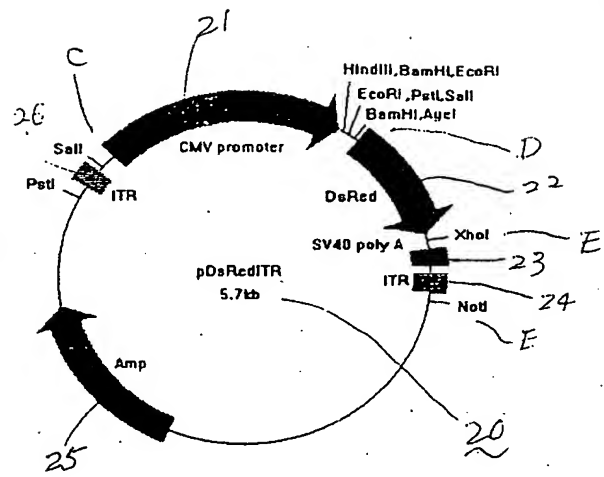 21
C
HindIII,BamHI,EcoRI
EcoRI,PstI,SalI
BamHI,AgeI
26
SalI
CMV promoter
D
PstI
ITR
DsRed
22
SV40 poly A
XhoI
E
23
pDsRedITR
5.7kb
ITR
24
NotI
E
Amp
25
20